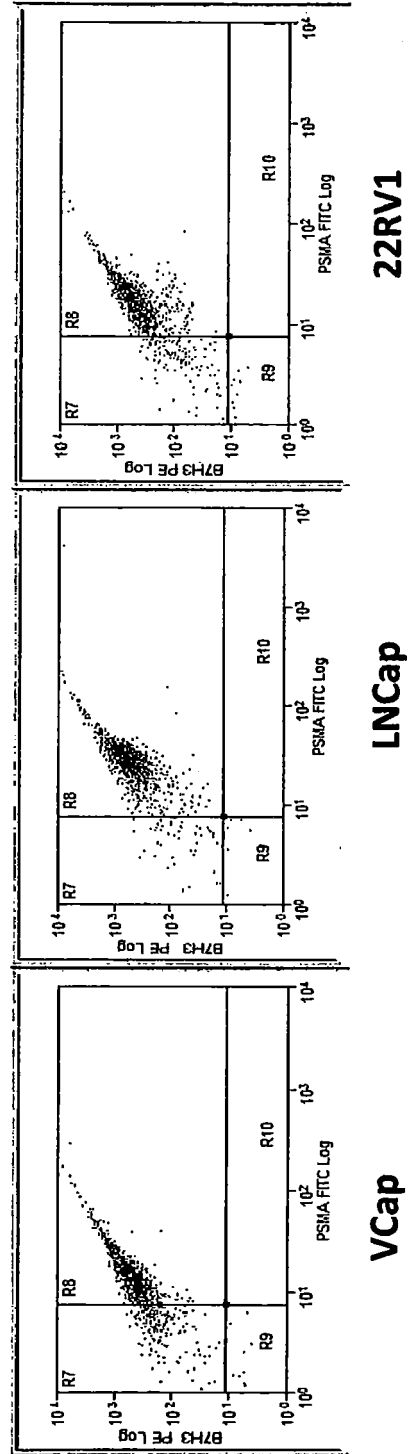 R7 R8
10⁴
10³
10²
10¹
10⁰
B7H3 PE Log
R9 R10
10⁰ 10¹ 10² 10³ 10⁴
PSMA FITC Log
VCap
R7 R8
10⁴
10³
10²
10¹
10⁰
B7H3 PE Log
R9 R10
10⁰ 10¹ 10² 10³ 10⁴
PSMA FITC Log
LNCap
R7 R8
10⁴
10³
10²
10¹
10⁰
B7H3 PE Log
R9 R10
10⁰ 10¹ 10² 10³ 10⁴
PSMA FITC Log
22RV1